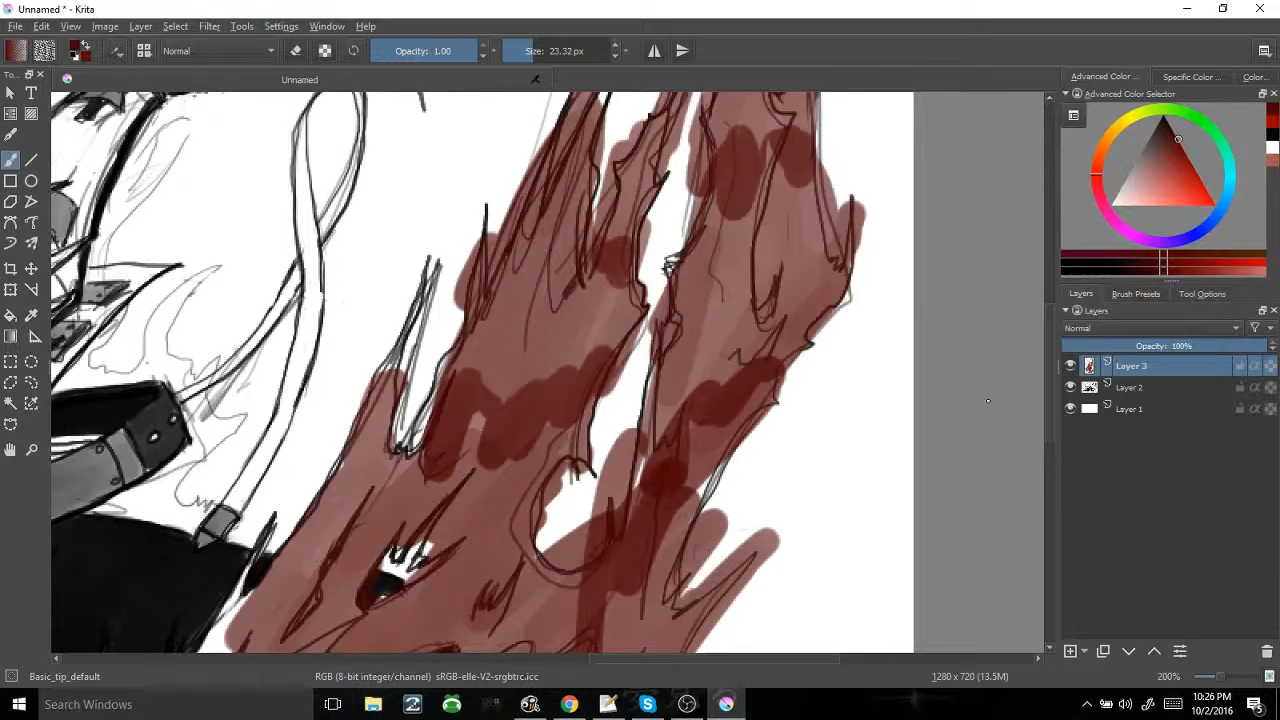 Unnamed * - Krita
File Edit View Image Layer Select Filter Tools Settings Window Help
Normal Opacity: 1.00 Size: 23.32 px
To... Unnamed Advanced Color ... Specific Color ... Color...
Advanced Color Selector
Layers Brush Presets Tool Options
Layers
Normal
Opacity: 100%
Layer 3
Layer 2
Layer 1
Basic_tip_default RGB (8-bit integer/channel) sRGB-elle-V2-srgbtrc.icc 1280 x 720 (13.5M) 200%
Search Windows 10:26 PM
10/2/2016